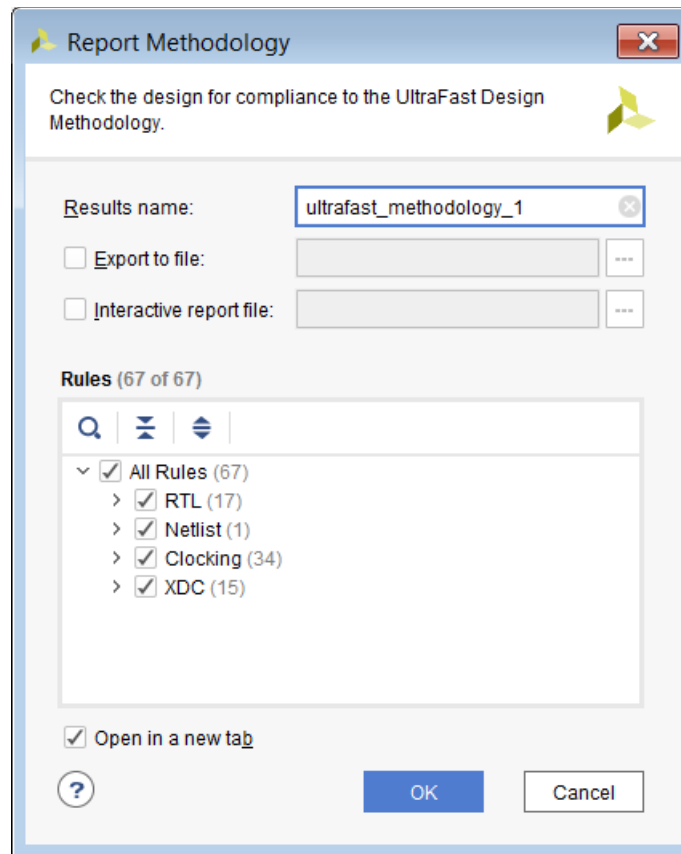 Report Methodology
Check the design for compliance to the UltraFast Design
Methodology.
Results name: ultrafast_methodology_1
Export to file: ...
Interactive report file: ...
Rules (67 of 67)
All Rules (67)
RTL (17)
Netlist (1)
Clocking (34)
XDC (15)
Open in a new tab
? OK Cancel